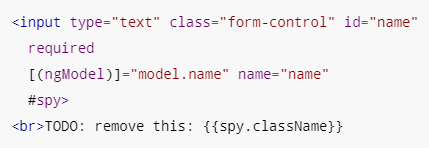 <input type="text" class="form-control" id="name"
required
[(ngModel)]="model.name" name="name"
#spy>
<br>TODO: remove this: {{spy.className}}